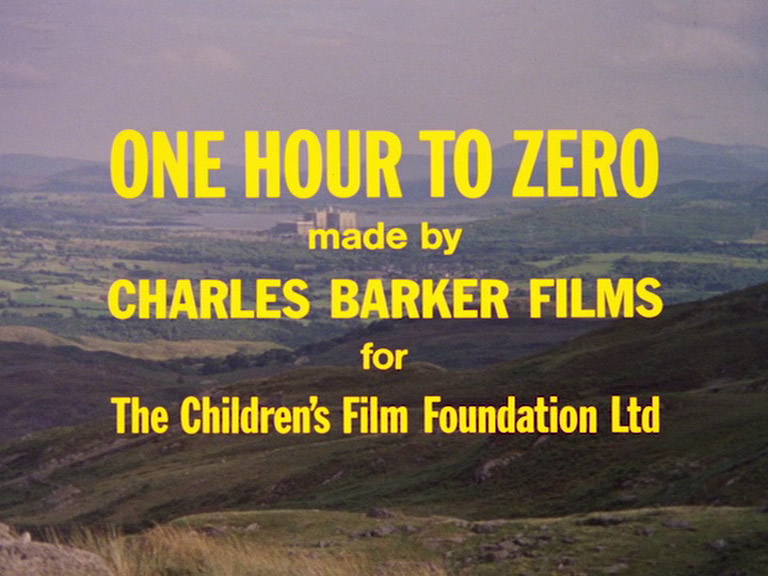 ONE HOUR TO ZERO
made by
CHARLES BARKER FILMS
for
The Children's Film Foundation Ltd